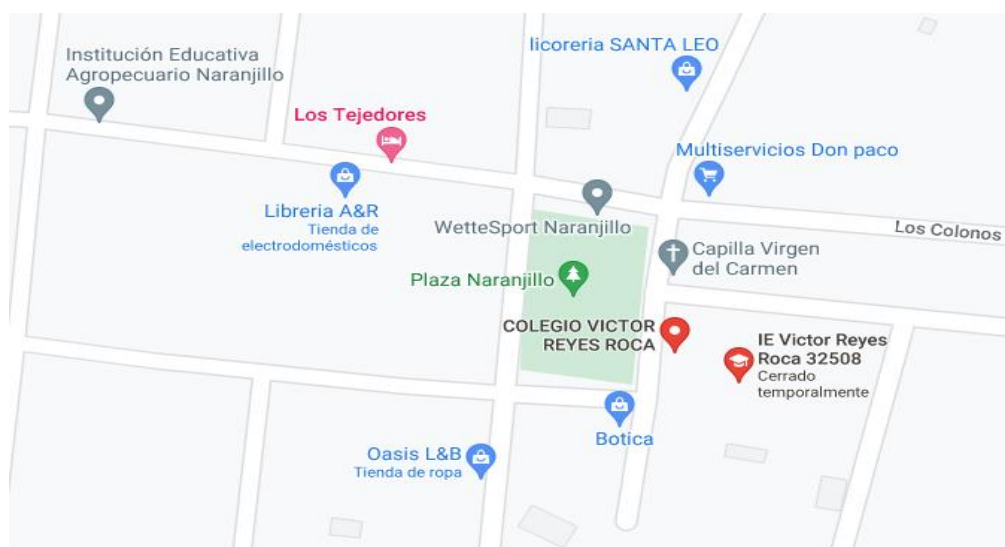 licoreria SANTA LEO
Institución Educativa
Agropecuario Naranjillo
Los Tejedores
Multiservicios Don paco
Libreria A&R
Tienda de
electrodomésticos
WetteSport Naranjillo
Los Colonos
Capilla Virgen
del Carmen
Plaza Naranjillo
COLEGIO VICTOR
REYES ROCA
IE Victor Reyes
Roca 32508
Cerrado
temporalmente
Botica
Oasis L&B
Tienda de ropa